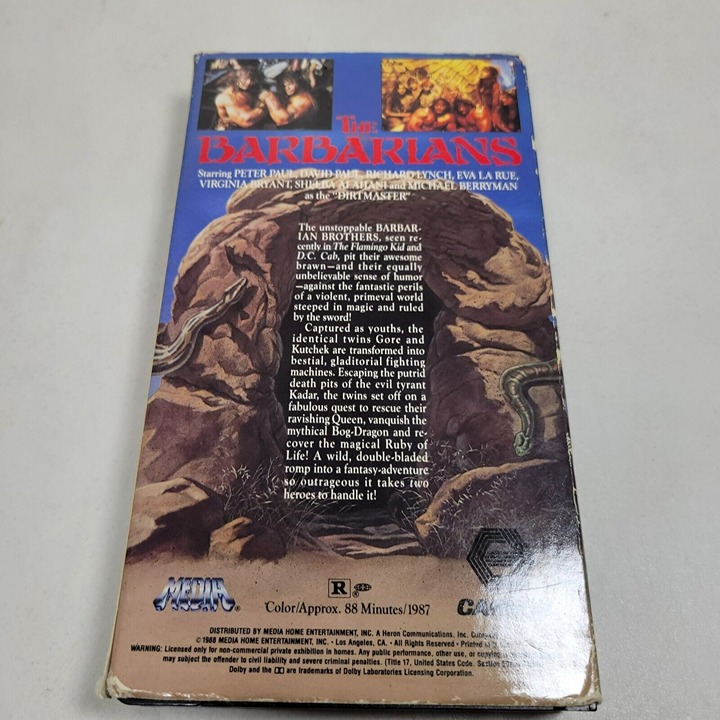 THE
BARBARIANS
Starring PETER PAUL, DAVID PAUL, RICHARD LYNCH, EVA LA RUE,
VIRGINIA BRYANT, SHEEBA ALAHANI and MICHAEL BERRYMAN
as the "DIRTMASTER"
The unstoppable BARBAR-
IAN BROTHERS, seen re-
cently in The Flamingo Kid and
D.C. Cab, pit their awesome
brawn—and their equally
unbelievable sense of humor
—against the fantastic perils
of a violent, primeval world
steeped in magic and ruled
by the sword!
Captured as youths, the
identical twins Gore and
Kutchek are transformed into
bestial, gladitorial fighting
machines. Escaping the putrid
death pits of the evil tyrant
Kadar, the twins set off on a
fabulous quest to rescue their
ravishing Queen, vanquish the
mythical Bog-Dragon and re-
cover the magical Ruby of
Life! A wild, double-bladed
romp into a fantasy-adventure
so outrageous it takes two
heroes to handle it!
MEDIA ®
R ®
Color/Approx. 88 Minutes/1987
DISTRIBUTED BY MEDIA HOME ENTERTAINMENT, INC. A Heron Communications, Inc.
©1988 MEDIA HOME ENTERTAINMENT, INC. • Los Angeles, CA. • All Rights Reserved • Printed
WARNING: Licensed only for non-commercial private exhibition in homes. Any public performance, other use, or
may subject the offender to civil liability and severe criminal penalties. (Title 17, United States Code.
Dolby and the DD are trademarks of Dolby Laboratories Licensing Corporation.